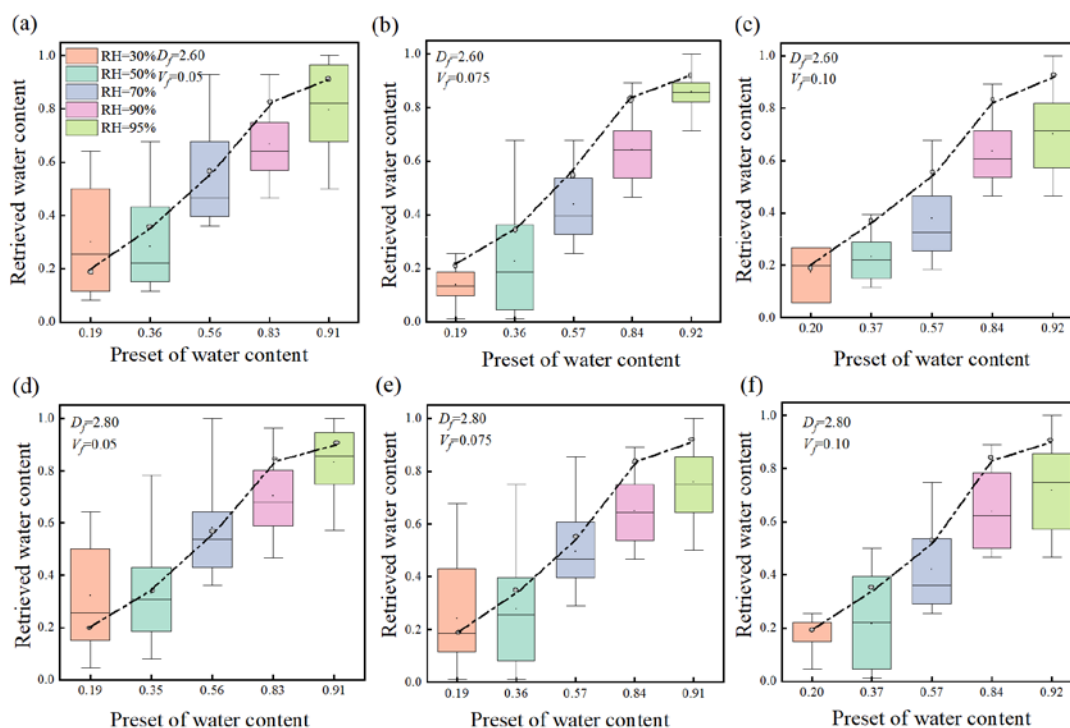 (a)
Retrieved water content
1.0
0.8
0.6
0.4
0.2
0.0
RH=30%
RH=50%
RH=70%
RH=90%
RH=95%
Df=2.60
Vf=0.05
0.19 0.36 0.56 0.83 0.91
Preset of water content
(b)
Retrieved water content
1.0
0.8
0.6
0.4
0.2
0.0
Df=2.60
Vf=0.075
0.19 0.36 0.57 0.84 0.92
Preset of water content
(c)
Retrieved water content
1.0
0.8
0.6
0.4
0.2
0.0
Df=2.60
Vf=0.10
0.20 0.37 0.57 0.84 0.92
Preset of water content
(d)
Retrieved water content
1.0
0.8
0.6
0.4
0.2
0.0
Df=2.80
Vf=0.05
0.19 0.35 0.56 0.83 0.91
Preset of water content
(e)
Retrieved water content
1.0
0.8
0.6
0.4
0.2
0.0
Df=2.80
Vf=0.075
0.19 0.36 0.57 0.84 0.91
Preset of water content
(f)
Retrieved water content
1.0
0.8
0.6
0.4
0.2
0.0
Df=2.80
Vf=0.10
0.20 0.37 0.57 0.84 0.92
Preset of water content